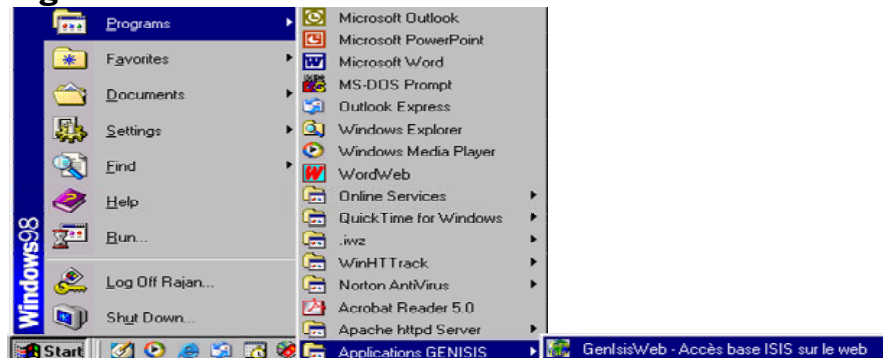 Programs
Favorites
Documents
Settings
Find
Help
Run...
Log Off Rajan...
Shut Down...
Windows98
Start
Microsoft Outlook
Microsoft PowerPoint
Microsoft Word
MS-DOS Prompt
Outlook Express
Windows Explorer
Windows Media Player
WordWeb
Online Services
QuickTime for Windows
.iwz
WinHTTrack
Norton AntiVirus
Acrobat Reader 5.0
Apache httpd Server
Applications GENISIS
GenIsisWeb - Accès base ISIS sur le web